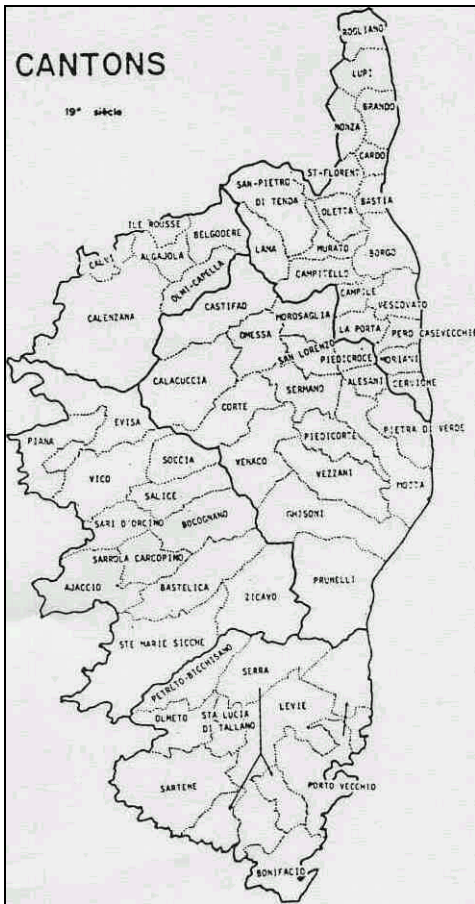 CANTONS
19e siècle
ROGLIANO
LUPI
BRANDO
NONZA
CARDO
ST-FLORENT
SAN-PIETRO
DI TENDA
OLETTA
BASTIA
ILE ROUSSE
BELGODERE
CALVI
ALGAJOLA
LAMA
MURATO
BORGO
OLMI-CAPELLA
CAMPITELLO
CALENZANA
CASTIFAO
MOROSAGLIA
CAMPILE
VESCOVATO
OMESSA
LA PORTA
PERO CASEVECCHIE
SAN LORENZO
PIEDICROCE
MORIANI
CALACUCCIA
SERMANO
ALESANI
CERVIONE
CORTE
PIANA
EVISA
PIEDICORTE
PIETRA DI VERDE
SOCCIA
VENACO
VEZZANI
VICO
SALICE
MOITA
SARI D'ORCINO
BOCOGNANO
GHISONI
SARROLA CARCOPINO
AJACCIO
BASTELICA
ZICAVO
PRUNELLI
STE MARIE SICCHE
PETRETO-BICCHISANO
SERRA
OLMETO
STA LUCIA
DI TALLANO
LEVIE
SARTENE
PORTO VECCHIO
BONIFACIO